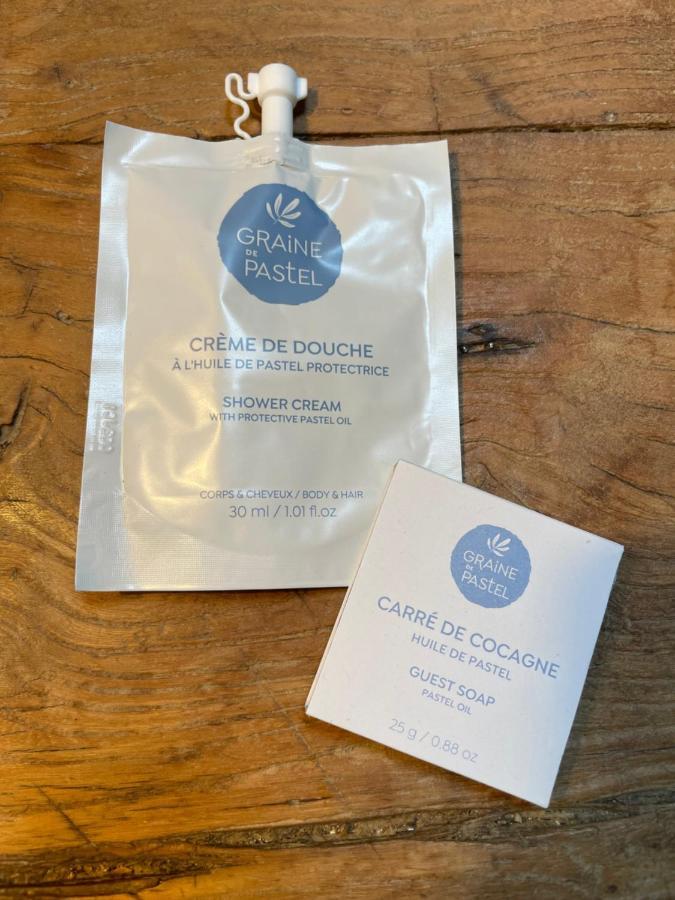 GRAINE
DE
PASTEL
CRÈME DE DOUCHE
À L'HUILE DE PASTEL PROTECTRICE
SHOWER CREAM
WITH PROTECTIVE PASTEL OIL
CORPS & CHEVEUX / BODY & HAIR
30 ml / 1.01 fl.oz
GRAINE
DE
PASTEL
CARRÉ DE COCAGNE
HUILE DE PASTEL
GUEST SOAP
PASTEL OIL
25 g / 0.88 oz